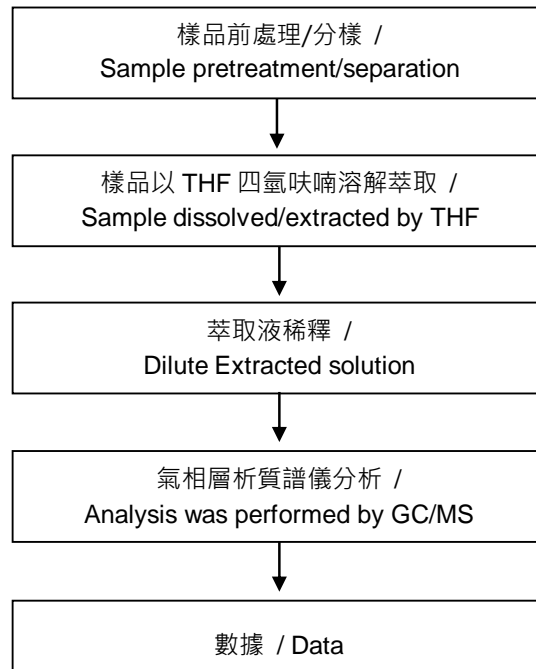 樣品前處理/分樣 /
Sample pretreatment/separation
樣品以 THF 四氫呋喃溶解萃取 /
Sample dissolved/extracted by THF
萃取液稀釋 /
Dilute Extracted solution
氣相層析質譜儀分析 /
Analysis was performed by GC/MS
數據 / Data